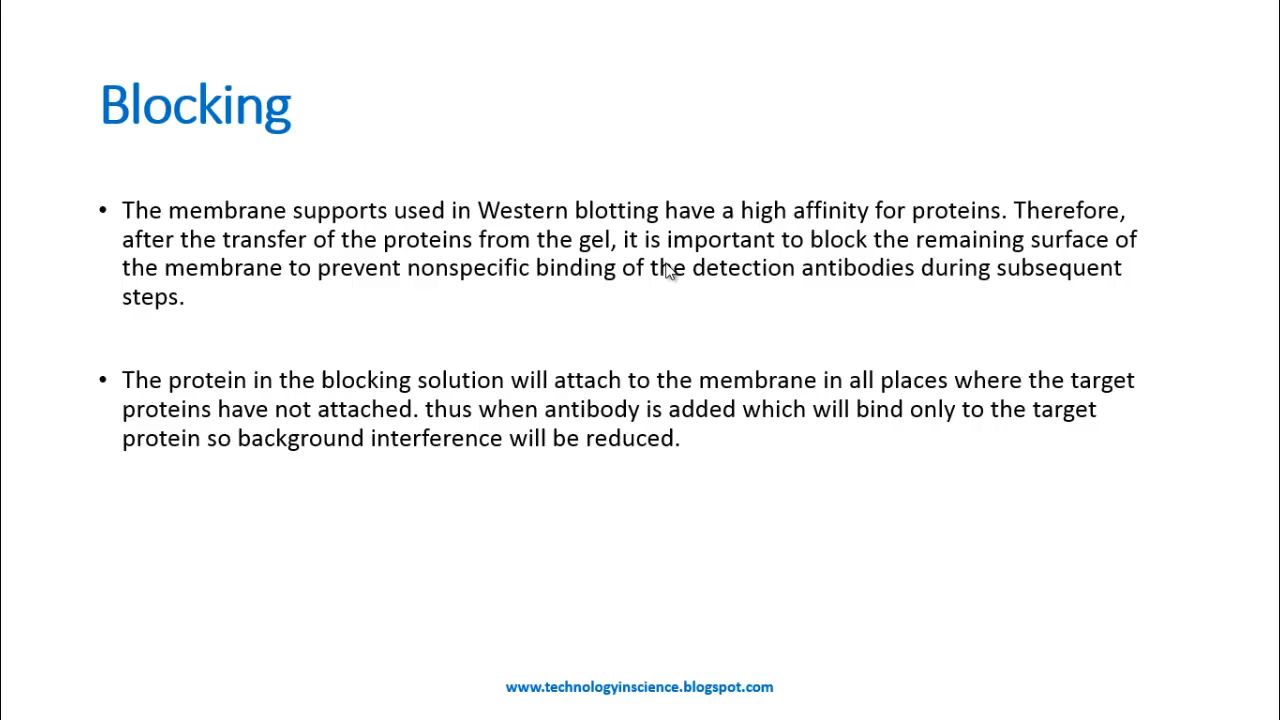 Blocking
• The membrane supports used in Western blotting have a high affinity for proteins. Therefore,
after the transfer of the proteins from the gel, it is important to block the remaining surface of
the membrane to prevent nonspecific binding of the detection antibodies during subsequent
steps.
• The protein in the blocking solution will attach to the membrane in all places where the target
proteins have not attached. thus when antibody is added which will bind only to the target
protein so background interference will be reduced.
www.technologyinscience.blogspot.com